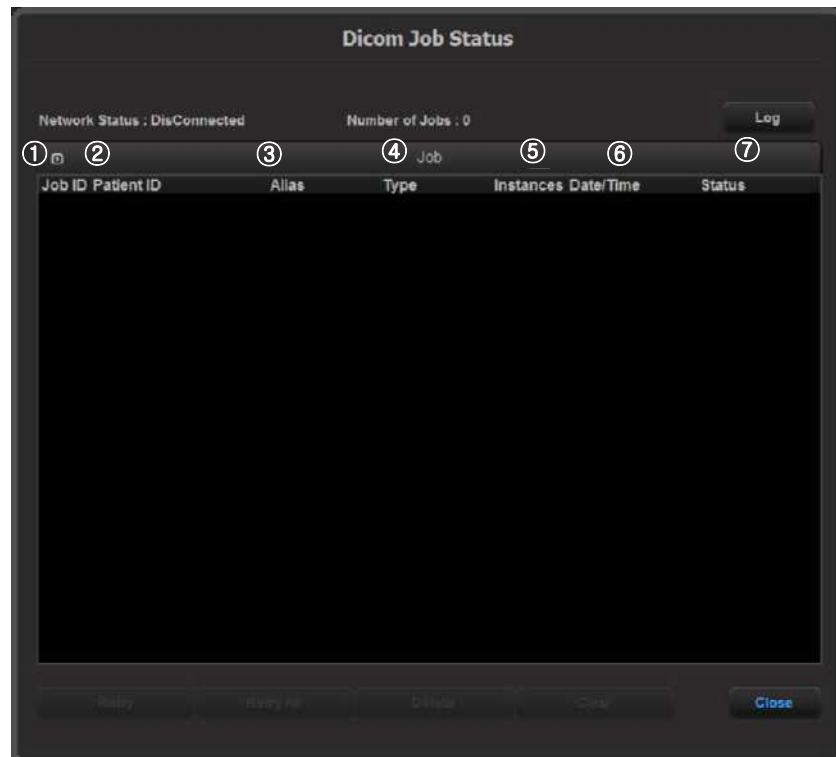 Dicom Job Status
Network Status : DisConnected Number of Jobs : 0 Log
① ② ③ ④ Job ⑤ ⑥ ⑦
Job ID Patient ID Alias Type Instances Date/Time Status
Retry Retry All Delete Clear Close